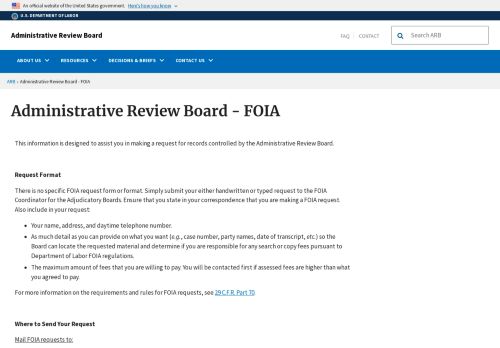 An official website of the United States government. Here's how you know
U.S. DEPARTMENT OF LABOR
Administrative Review Board
FAQ · CONTACT
Search ARB
ABOUT US RESOURCES DECISIONS & BRIEFS CONTACT US
ARB › Administrative Review Board - FOIA
Administrative Review Board - FOIA
This information is designed to assist you in making a request for records controlled by the Administrative Review Board.
Request Format
There is no specific FOIA request form or format. Simply submit your either handwritten or typed request to the FOIA
Coordinator for the Adjudicatory Boards. Ensure that you state in your correspondence that you are making a FOIA request.
Also include in your request:
• Your name, address, and daytime telephone number.
• As much detail as you can provide on what you want (e.g., case number, party names, date of transcript, etc.) so the
Board can locate the requested material and determine if you are responsible for any search or copy fees pursuant to
Department of Labor FOIA regulations.
• The maximum amount of fees that you are willing to pay. You will be contacted first if assessed fees are higher than what
you agreed to pay.
For more information on the requirements and rules for FOIA requests, see 29 C.F.R. Part 70.
Where to Send Your Request
Mail FOIA requests to: